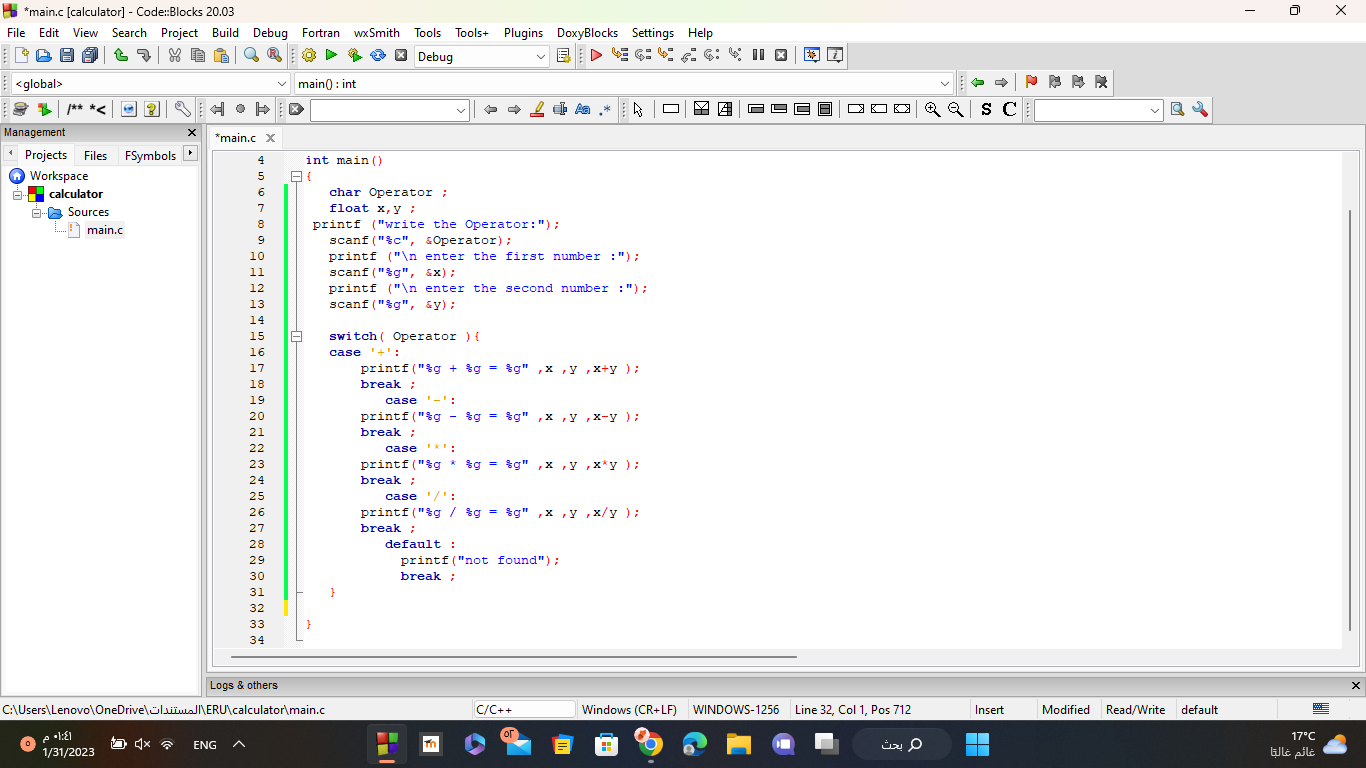 *main.c [calculator] - Code::Blocks 20.03
File Edit View Search Project Build Debug Fortran wxSmith Tools Tools+ Plugins DoxyBlocks Settings Help
Debug
<global> main() : int
/** *< Aa .* S C
Management
*main.c
Projects Files FSymbols
Workspace
calculator
Sources
main.c
4 int main()
5 {
6 char Operator ;
7 float x,y ;
8 printf ("write the Operator:");
9 scanf("%c", &Operator);
10 printf ("\n enter the first number :");
11 scanf("%g", &x);
12 printf ("\n enter the second number :");
13 scanf("%g", &y);
14
15 switch( Operator ){
16 case '+':
17 printf("%g + %g = %g" ,x ,y ,x+y );
18 break ;
19 case '-':
20 printf("%g - %g = %g" ,x ,y ,x-y );
21 break ;
22 case '*':
23 printf("%g * %g = %g" ,x ,y ,x*y );
24 break ;
25 case '/':
26 printf("%g / %g = %g" ,x ,y ,x/y );
27 break ;
28 default :
29 printf("not found");
30 break ;
31 }
32
33 }
34
Logs & others
C:\Users\Lenovo\OneDrive\المستندات\ERU\calculator\main.c C/C++ Windows (CR+LF) WINDOWS-1256 Line 32, Col 1, Pos 712 Insert Modified Read/Write default
٠١:٤١ م
1/31/2023
ENG
بحث
17°C
غائم غالبًا